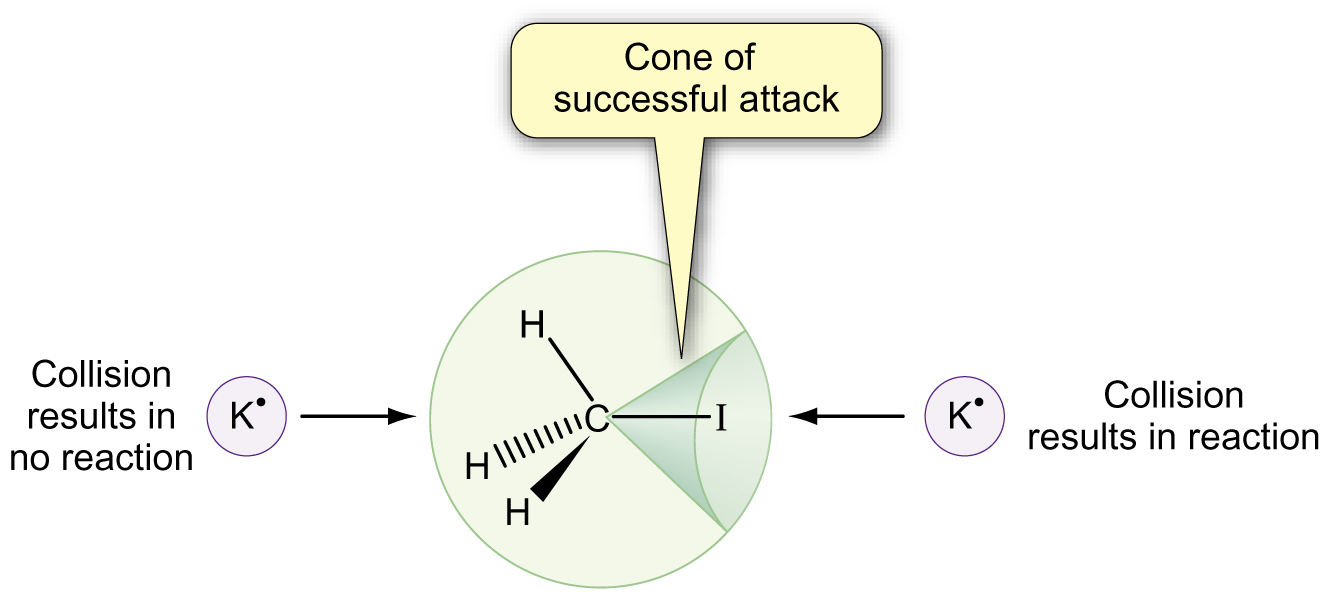 Cone of
successful attack
Collision
results in
no reaction
K•
H
H
H
C
I
K•
Collision
results in reaction